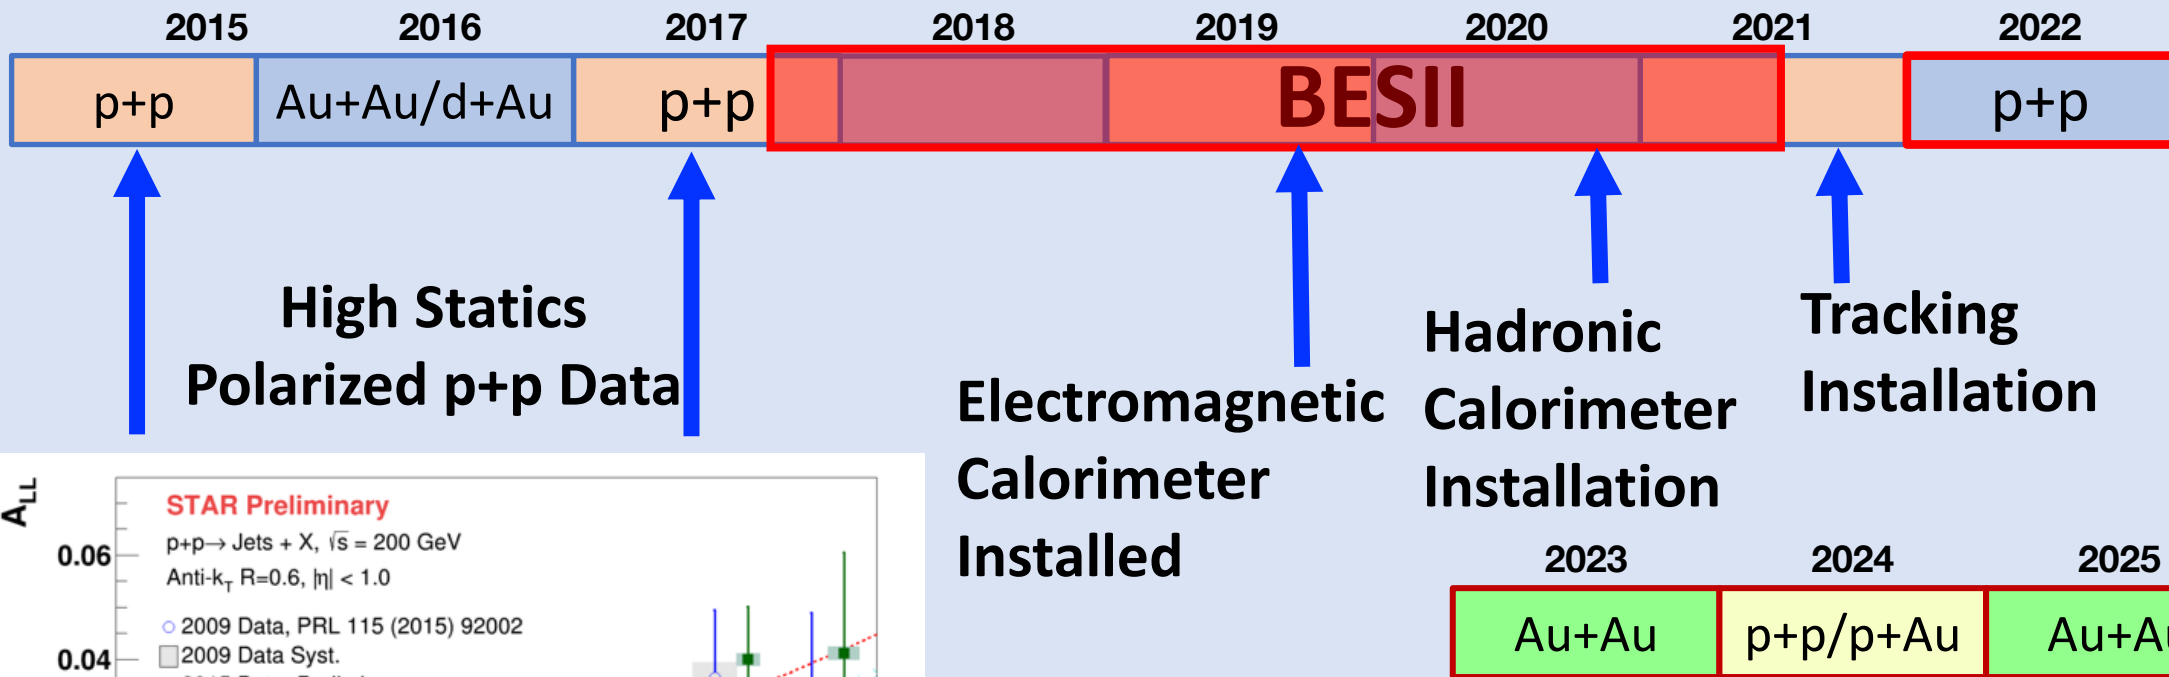 2015 2016 2017 2018 2019 2020 2021 2022
p+p Au+Au/d+Au p+p BESII p+p
High Statics
Polarized p+p Data
Electromagnetic
Calorimeter
Installed
Hadronic
Calorimeter
Installation
Tracking
Installation
2023 2024 2025
Au+Au p+p/p+Au
A_LL
0.06
0.04
STAR Preliminary
p+p→ Jets + X, √s = 200 GeV
Anti-k_T R=0.6, |η| < 1.0
2009 Data, PRL 115 (2015) 92002
2009 Data Syst.